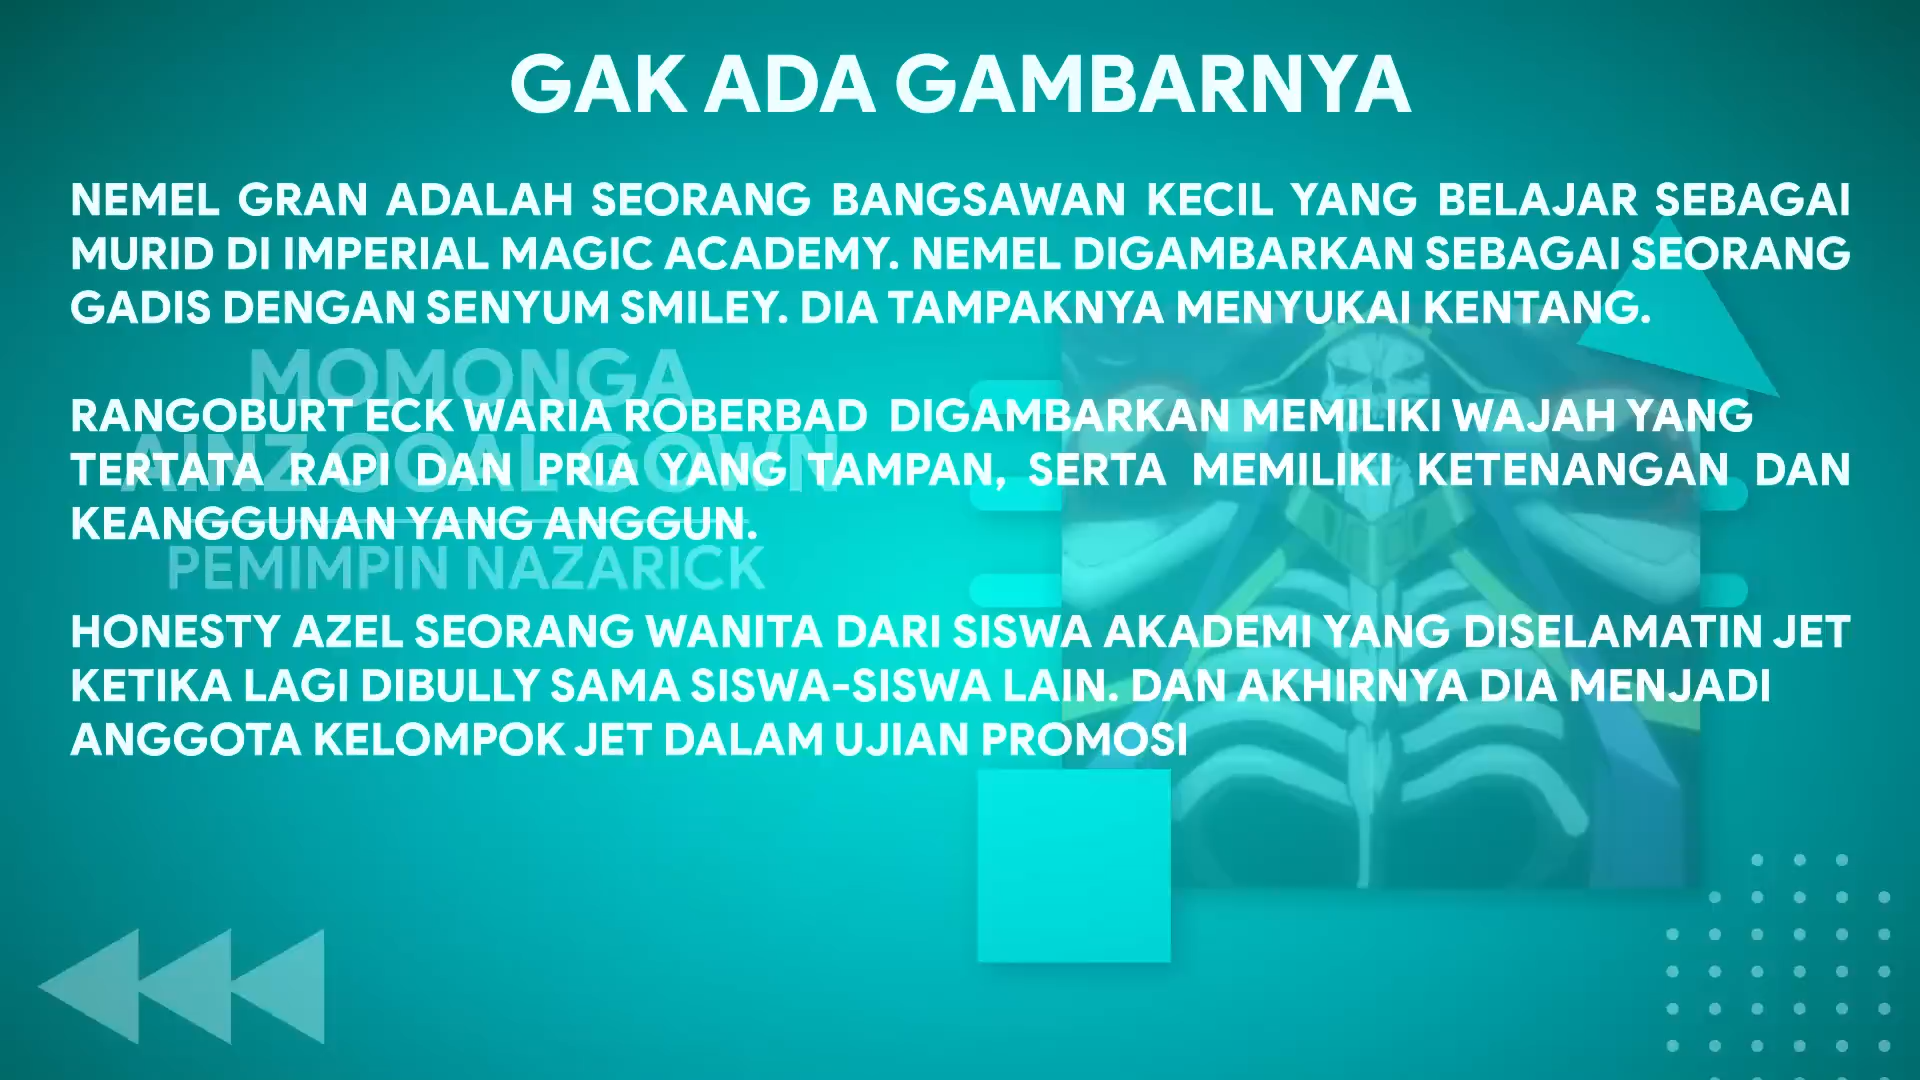 GAK ADA GAMBARNYA
NEMEL GRAN ADALAH SEORANG BANGSAWAN KECIL YANG BELAJAR SEBAGAI
MURID DI IMPERIAL MAGIC ACADEMY. NEMEL DIGAMBARKAN SEBAGAI SEORANG
GADIS DENGAN SENYUM SMILEY. DIA TAMPAKNYA MENYUKAI KENTANG.
MOMONGA
RANGOBURT ECK WARIA ROBERBAD DIGAMBARKAN MEMILIKI WAJAH YANG
AINZ OOAL GOWN
TERTATA RAPI DAN PRIA YANG TAMPAN, SERTA MEMILIKI KETENANGAN DAN
KEANGGUNAN YANG ANGGUN.
PEMIMPIN NAZARICK
HONESTY AZEL SEORANG WANITA DARI SISWA AKADEMI YANG DISELAMATIN JET
KETIKA LAGI DIBULLY SAMA SISWA-SISWA LAIN. DAN AKHIRNYA DIA MENJADI
ANGGOTA KELOMPOK JET DALAM UJIAN PROMOSI